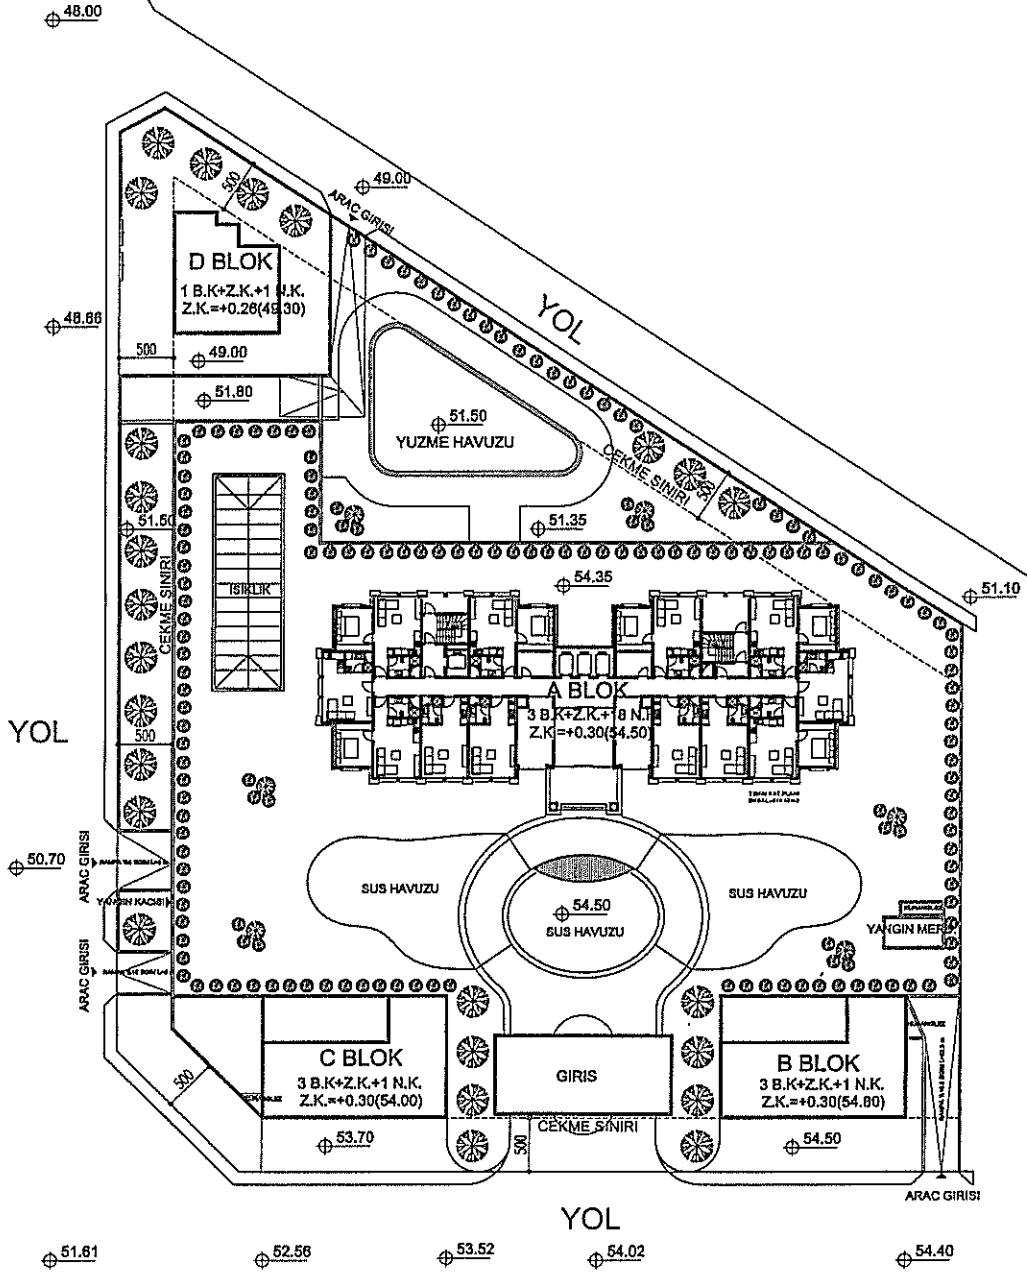 48.00
49.00
ARAC GIRISI
500
D BLOK
1 B.K+Z.K.+1 N.K.
Z.K.=+0.26(49.30)
YOL
48.86
500
49.00
51.80
51.50
YUZME HAVUZU
CEKME SINIRI
500
51.50
51.35
CEKME SINIRI
ISIKLIK
54.35
51.10
A BLOK
3 B.K+Z.K.+8 N.K
Z.K=+0.30(54.50)
YOL
500
50.70
ARAC GIRISI
YANGIN KACISI
ARAC GIRISI
SUS HAVUZU
54.50
SUS HAVUZU
SUS HAVUZU
YANGIN MER
C BLOK
3 B.K+Z.K.+1 N.K.
Z.K.=+0.30(54.00)
GIRIS
B BLOK
3 B.K+Z.K.+1 N.K.
Z.K.=+0.30(54.80)
500
CEKME SINIRI
53.70
500
54.50
ARAC GIRISI
YOL
51.61
52.56
53.52
54.02
54.40